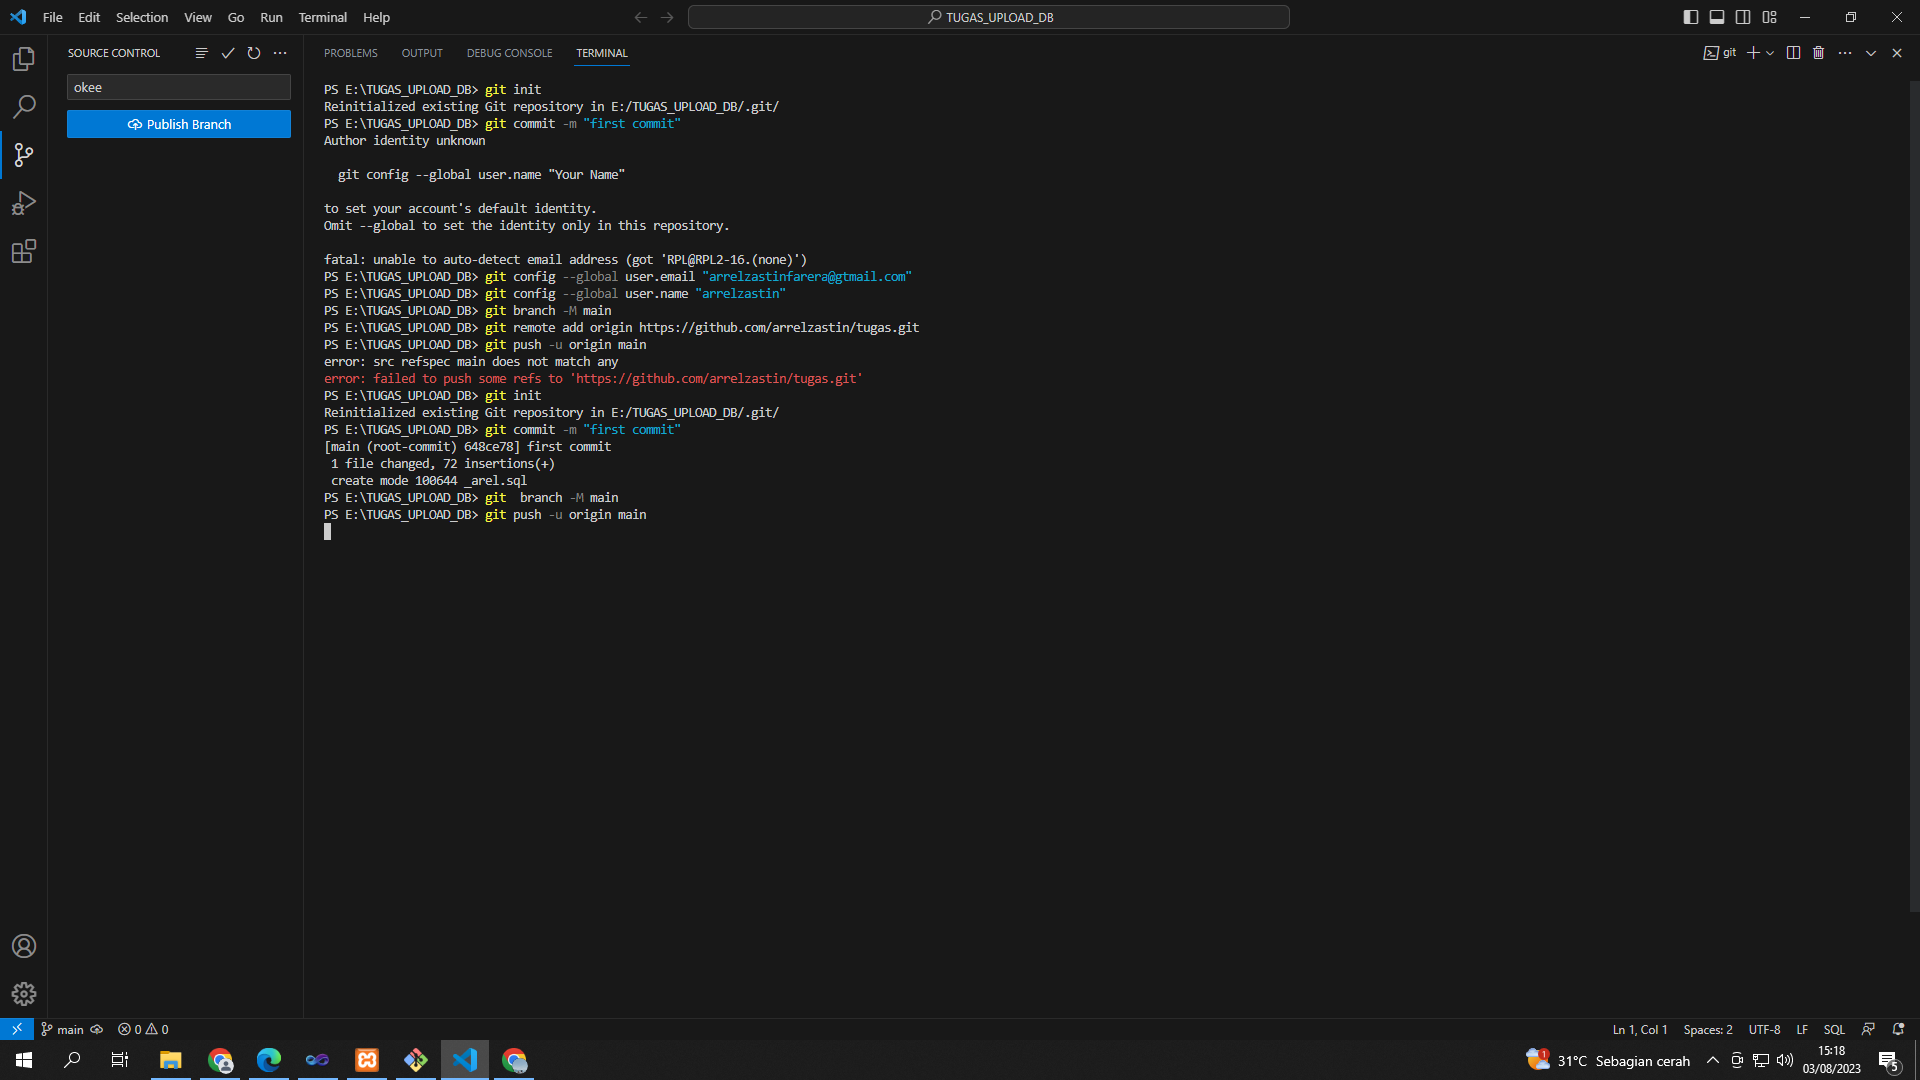 File Edit Selection View Go Run Terminal Help
TUGAS_UPLOAD_DB
SOURCE CONTROL
okee
Publish Branch
PROBLEMS OUTPUT DEBUG CONSOLE TERMINAL
git
PS E:\TUGAS_UPLOAD_DB> git init
Reinitialized existing Git repository in E:/TUGAS_UPLOAD_DB/.git/
PS E:\TUGAS_UPLOAD_DB> git commit -m "first commit"
Author identity unknown
git config --global user.name "Your Name"
to set your account's default identity.
Omit --global to set the identity only in this repository.
fatal: unable to auto-detect email address (got 'RPL@RPL2-16.(none)')
PS E:\TUGAS_UPLOAD_DB> git config --global user.email "arrelzastinfarera@gtmail.com"
PS E:\TUGAS_UPLOAD_DB> git config --global user.name "arrelzastin"
PS E:\TUGAS_UPLOAD_DB> git branch -M main
PS E:\TUGAS_UPLOAD_DB> git remote add origin https://github.com/arrelzastin/tugas.git
PS E:\TUGAS_UPLOAD_DB> git push -u origin main
error: src refspec main does not match any
error: failed to push some refs to 'https://github.com/arrelzastin/tugas.git'
PS E:\TUGAS_UPLOAD_DB> git init
Reinitialized existing Git repository in E:/TUGAS_UPLOAD_DB/.git/
PS E:\TUGAS_UPLOAD_DB> git commit -m "first commit"
[main (root-commit) 648ce78] first commit
1 file changed, 72 insertions(+)
create mode 100644 _arel.sql
PS E:\TUGAS_UPLOAD_DB> git  branch -M main
PS E:\TUGAS_UPLOAD_DB> git push -u origin main
main 0 0
Ln 1, Col 1 Spaces: 2 UTF-8 LF SQL
1 31°C Sebagian cerah
15:18
03/08/2023
5